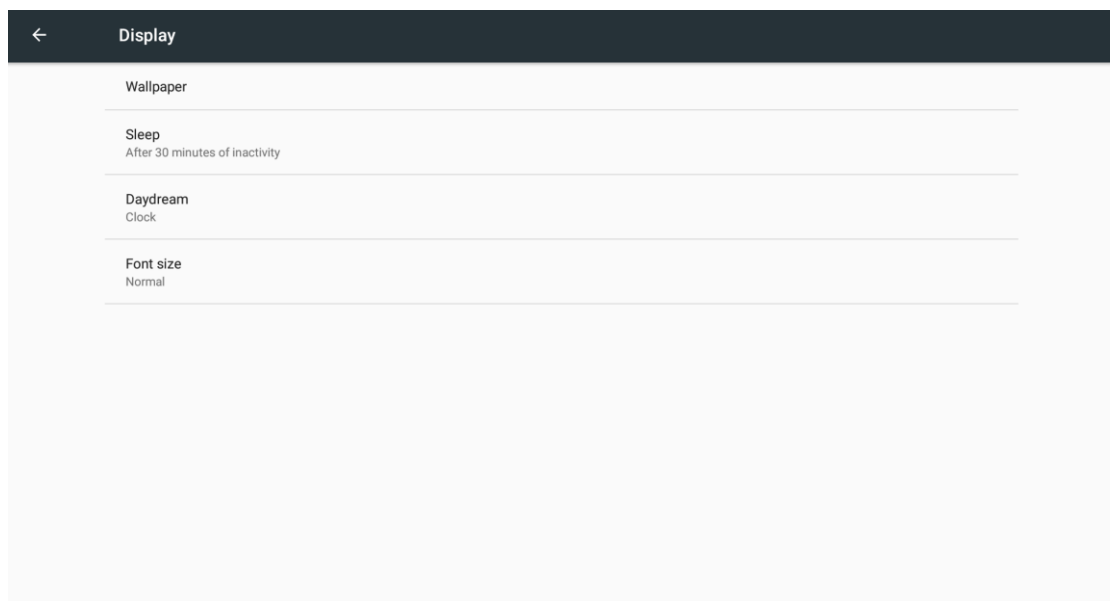 Display
Wallpaper
Sleep
After 30 minutes of inactivity
Daydream
Clock
Font size
Normal